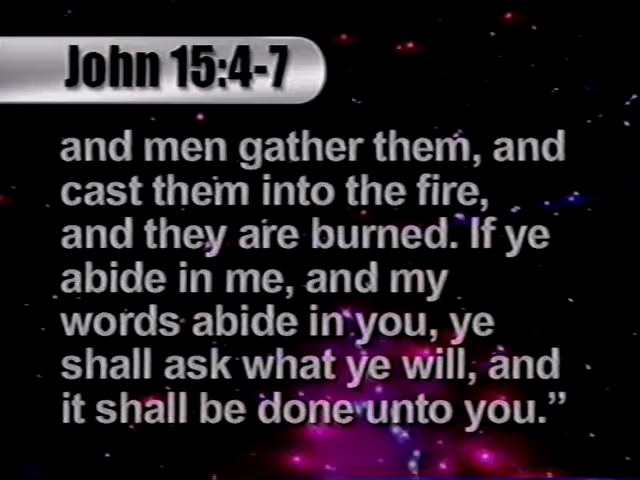 John 15:4-7
and men gather them, and
cast them into the fire,
and they are burned. If ye
abide in me, and my
words abide in you, ye
shall ask what ye will, and
it shall be done unto you.”